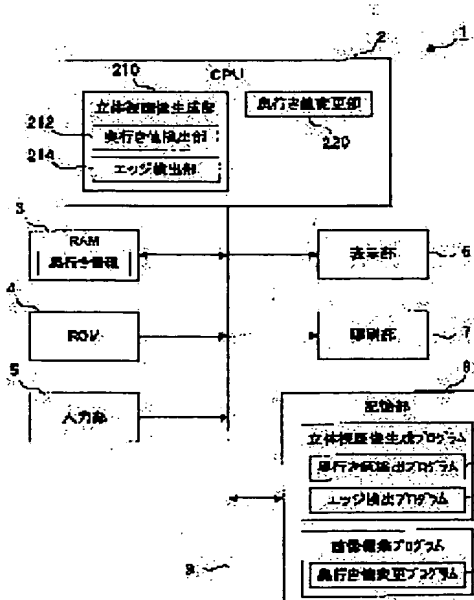 1
2
210
CPU
立体視画像生成部
奥行き値変更部
212
奥行き値検出部
220
214
エッジ検出部
3
RAM
奥行き情報
表示部
6
4
ROM
印刷部
7
5
8
入力部
記憶部
立体視画像生成プログラム
奥行き値検出プログラム
エッジ検出プログラム
9
画像編集プログラム
奥行き値変更プログラム